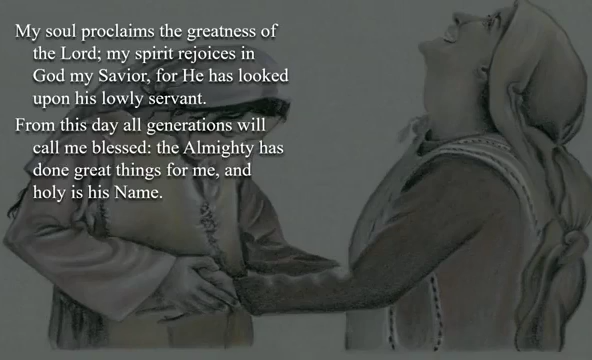 My soul proclaims the greatness of
the Lord; my spirit rejoices in
God my Savior, for He has looked
upon his lowly servant.
From this day all generations will
call me blessed: the Almighty has
done great things for me, and
holy is his Name.